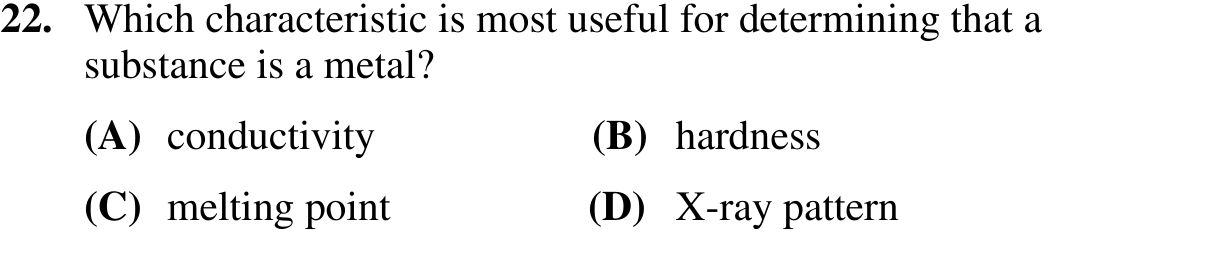 22. Which characteristic is most useful for determining that a
substance is a metal?
(A) conductivity (B) hardness
(C) melting point (D) X-ray pattern